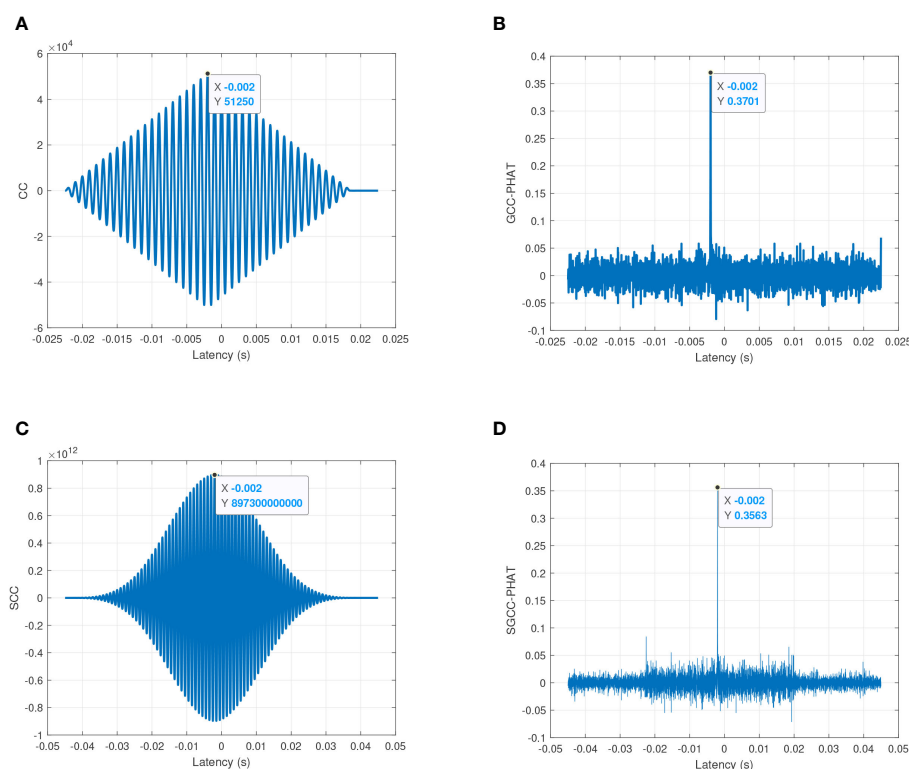 A
×10⁴
6
4
2
0
-2
-4
-6
CC
X -0.002
Y 51250
-0.025 -0.02 -0.015 -0.01 -0.005 0 0.005 0.01 0.015 0.02 0.025
Latency (s)
B
0.4
0.35
0.3
0.25
0.2
0.15
0.1
0.05
0
-0.05
-0.1
GCC-PHAT
X -0.002
Y 0.3701
-0.025 -0.02 -0.015 -0.01 -0.005 0 0.005 0.01 0.015 0.02 0.025
Latency (s)
C
×10¹²
1
0.8
0.6
0.4
0.2
0
-0.2
-0.4
-0.6
-0.8
-1
SCC
X -0.002
Y 897300000000
-0.05 -0.04 -0.03 -0.02 -0.01 0 0.01 0.02 0.03 0.04 0.05
Latency (s)
D
0.4
0.35
0.3
0.25
0.2
0.15
0.1
0.05
0
-0.05
-0.1
SGCC-PHAT
X -0.002
Y 0.3563
-0.05 -0.04 -0.03 -0.02 -0.01 0 0.01 0.02 0.03 0.04 0.05
Latency (s)